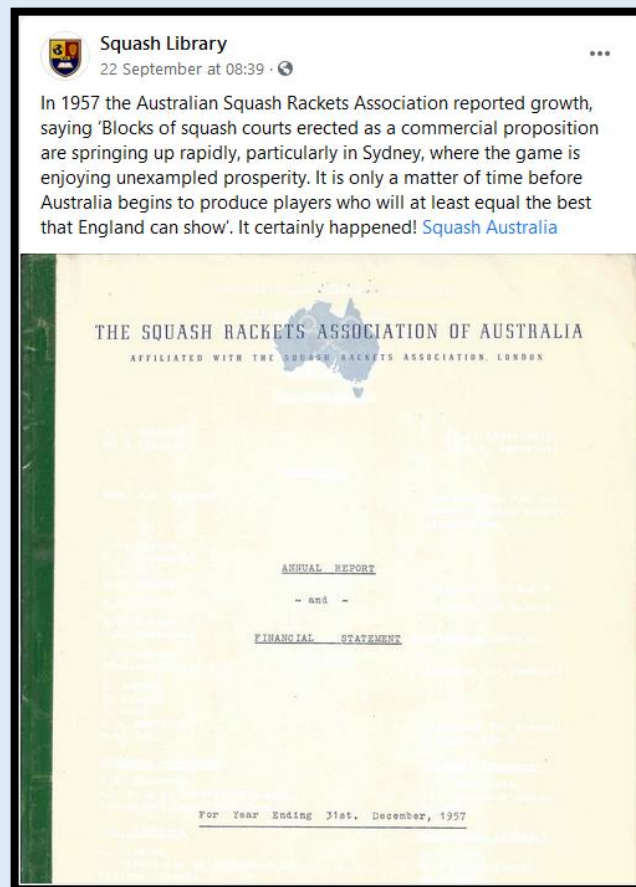 Squash Library
22 September at 08:39 ·
In 1957 the Australian Squash Rackets Association reported growth,
saying ‘Blocks of squash courts erected as a commercial proposition
are springing up rapidly, particularly in Sydney, where the game is
enjoying unexampled prosperity. It is only a matter of time before
Australia begins to produce players who will at least equal the best
that England can show’. It certainly happened! Squash Australia
THE SQUASH RACKETS ASSOCIATION OF AUSTRALIA
AFFILIATED WITH THE SQUASH RACKETS ASSOCIATION, LONDON
ANNUAL REPORT
- and -
FINANCIAL STATEMENT
For Year Ending 31st. December, 1957